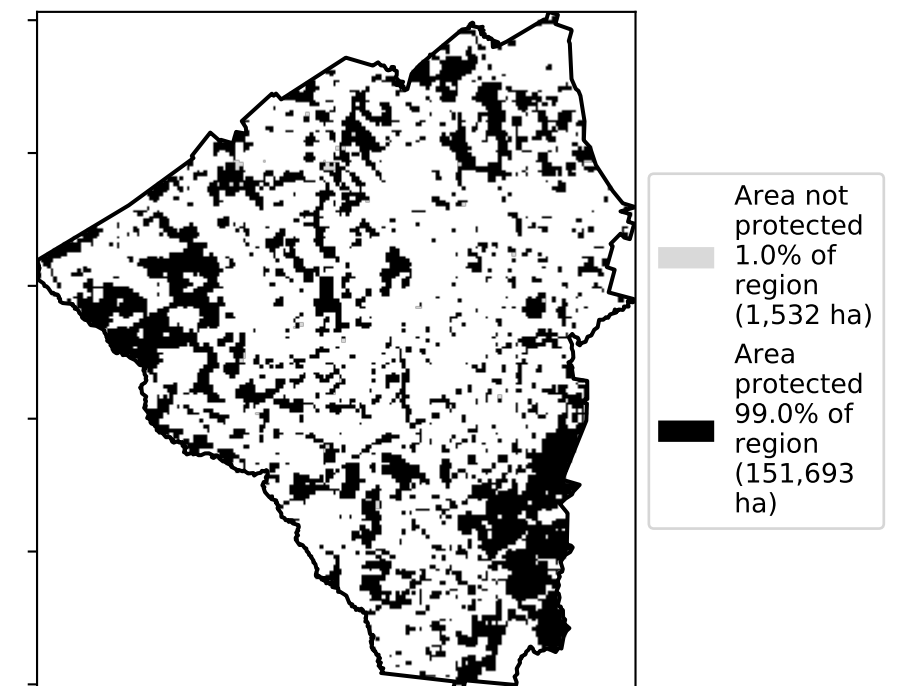 Area not
protected
1.0% of
region
(1,532 ha)
Area
protected
99.0% of
region
(151,693
ha)